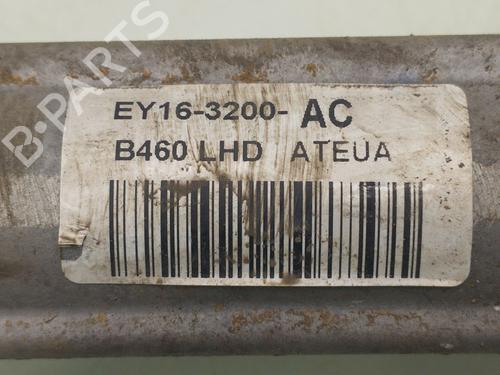 EY16-3200- AC
B460 LHD ATEUA
B-PARTS